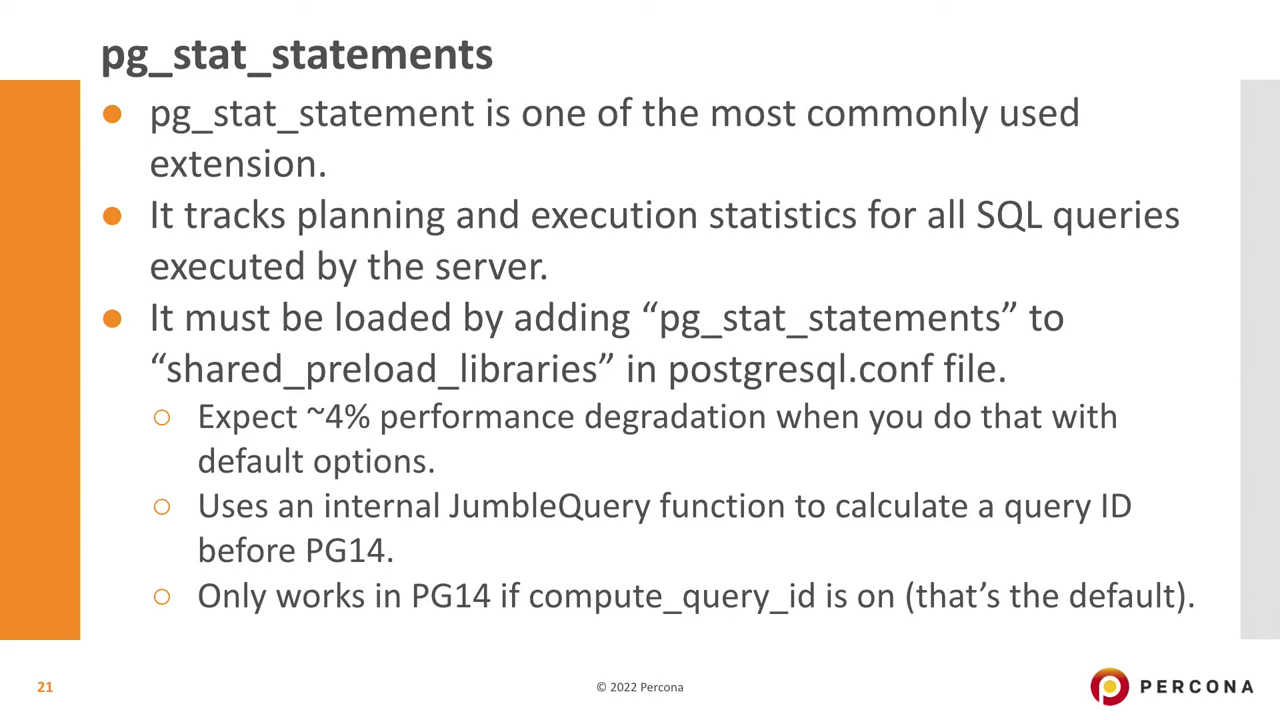 pg_stat_statements
● pg_stat_statement is one of the most commonly used
extension.
● It tracks planning and execution statistics for all SQL queries
executed by the server.
● It must be loaded by adding “pg_stat_statements” to
“shared_preload_libraries” in postgresql.conf file.
○ Expect ~4% performance degradation when you do that with
default options.
○ Uses an internal JumbleQuery function to calculate a query ID
before PG14.
○ Only works in PG14 if compute_query_id is on (that’s the default).
21
© 2022 Percona
PERCONA